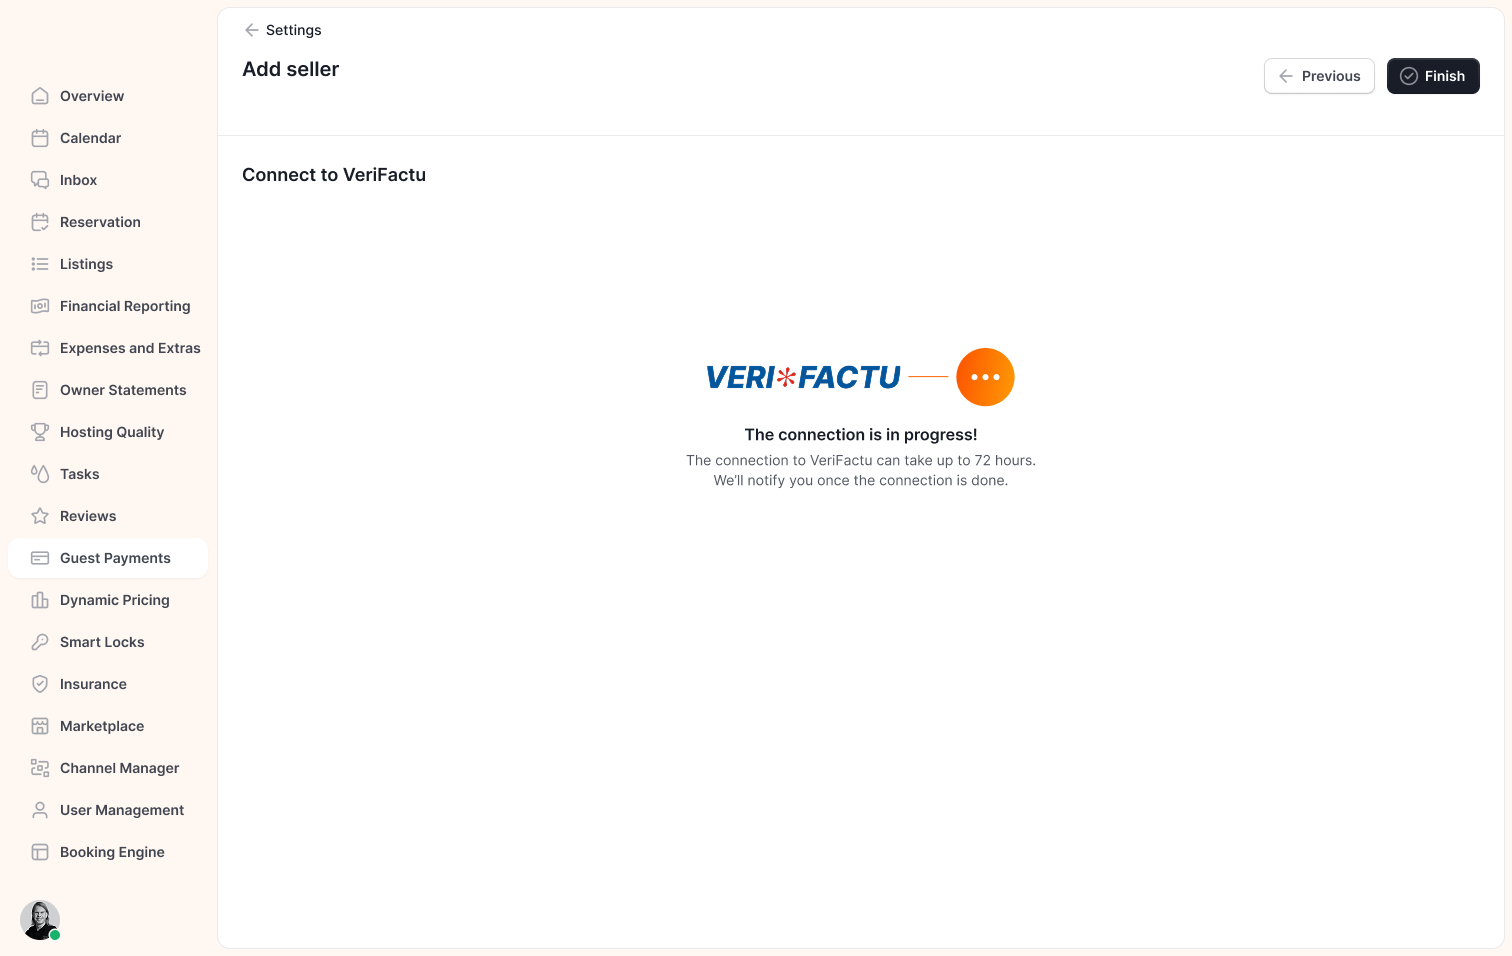 Settings
Add seller
Previous
Finish
Overview
Calendar
Inbox
Reservation
Listings
Financial Reporting
Expenses and Extras
Owner Statements
Hosting Quality
Tasks
Reviews
Guest Payments
Dynamic Pricing
Smart Locks
Insurance
Marketplace
Channel Manager
User Management
Booking Engine
Connect to VeriFactu
VERI*FACTU
The connection is in progress!
The connection to VeriFactu can take up to 72 hours.
We'll notify you once the connection is done.